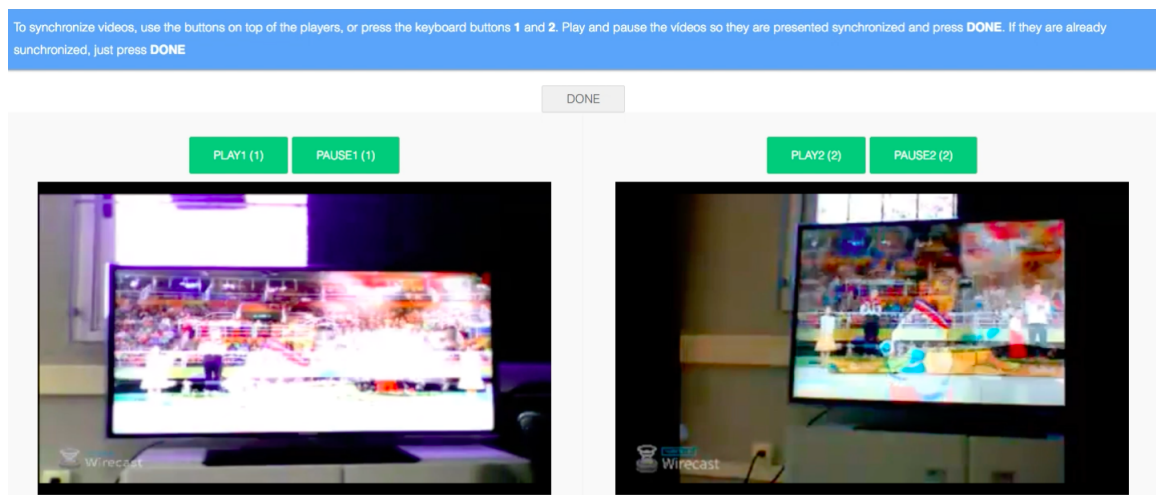 To synchronize videos, use the buttons on top of the players, or press the keyboard buttons 1 and 2. Play and pause the videos so they are presented synchronized and press DONE. If they are already
sunchronized, just press DONE
DONE
PLAY1 (1) PAUSE1 (1) PLAY2 (2) PAUSE2 (2)
Wirecast Wirecast